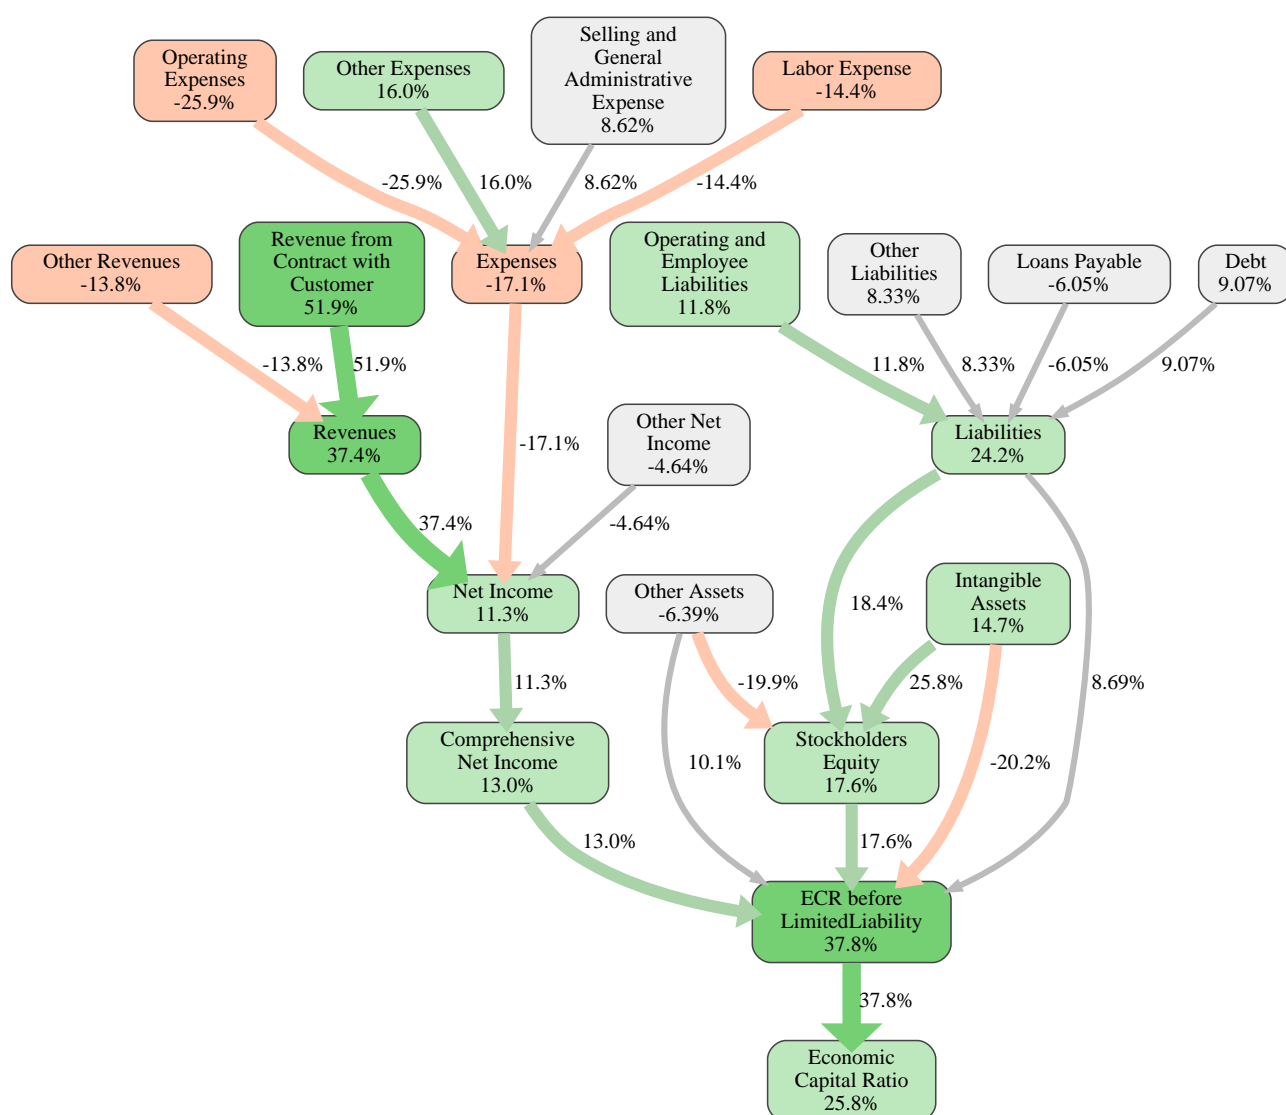 Operating
Expenses
-25.9%
Other Expenses
16.0%
Selling and
General
Administrative
Expense
8.62%
Labor Expense
-14.4%
-25.9%
16.0%
8.62%
-14.4%
Other Revenues
-13.8%
Revenue from
Contract with
Customer
51.9%
Expenses
-17.1%
Operating and
Employee
Liabilities
11.8%
Other
Liabilities
8.33%
Loans Payable
-6.05%
Debt
9.07%
-13.8%
51.9%
11.8%
8.33%
-6.05%
9.07%
Revenues
37.4%
-17.1%
Other Net
Income
-4.64%
Liabilities
24.2%
37.4%
-4.64%
Net Income
11.3%
Other Assets
-6.39%
18.4%
Intangible
Assets
14.7%
11.3%
-19.9%
25.8%
8.69%
Comprehensive
Net Income
13.0%
10.1%
Stockholders
Equity
17.6%
-20.2%
13.0%
17.6%
ECR before
LimitedLiability
37.8%
37.8%
Economic
Capital Ratio
25.8%